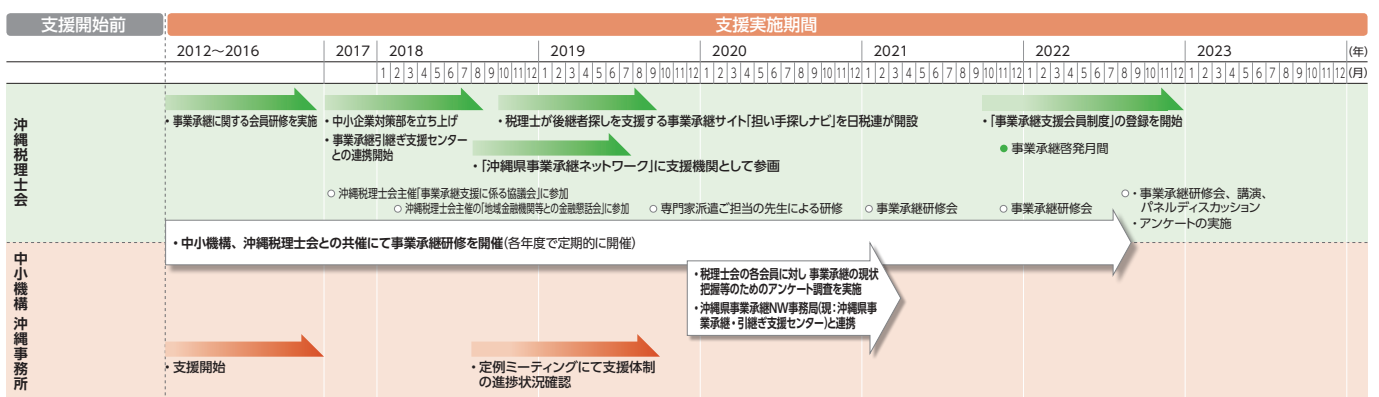 支援開始前
支援実施期間
2012～2016
2017
2018
2019
2020
2021
2022
2023
(年)
1 2 3 4 5 6 7 8 9 10 11 12 1 2 3 4 5 6 7 8 9 10 11 12 1 2 3 4 5 6 7 8 9 10 11 12 1 2 3 4 5 6 7 8 9 10 11 12 1 2 3 4 5 6 7 8 9 10 11 12 1 2 3 4 5 6 7 8 9 10 11 12 (月)
沖縄税理士会
・事業承継に関する会員研修を実施
・中小企業対策部を立ち上げ
・事業承継引継ぎ支援センター
との連携開始
・税理士が後継者探しを支援する事業承継サイト「担い手探しナビ」を日税連が開設
・「沖縄県事業承継ネットワーク」に支援機関として参画
・「事業承継支援会員制度」の登録を開始
●事業承継啓発月間
○沖縄税理士会主催「事業承継支援に係る協議会」に参加
○沖縄税理士会主催の「地域金融機関等との金融懇話会」に参加
○専門家派遣ご担当の先生による研修
○事業承継研修会
○事業承継研修会
○・事業承継研修会、講演、
パネルディスカッション
・アンケートの実施
・中小機構、沖縄税理士会との共催にて事業承継研修を開催(各年度で定期的に開催)
中小機構 沖縄事務所
・税理士会の各会員に対し 事業承継の現状
把握等のためのアンケート調査を実施
・沖縄県事業承継NW事務局(現：沖縄県事
業承継・引継ぎ支援センター)と連携
・支援開始
・定例ミーティングにて支援体制
の進捗状況確認